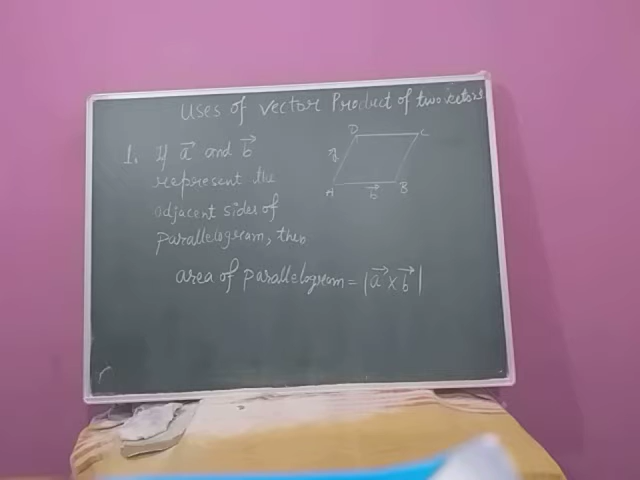 Uses of vector Product of two vectors
1. If a⃗ and b⃗
represent the
adjacent sides of
parallelogram, then
area of parallelogram = |a⃗ × b⃗|
D C
a⃗
A B
b⃗